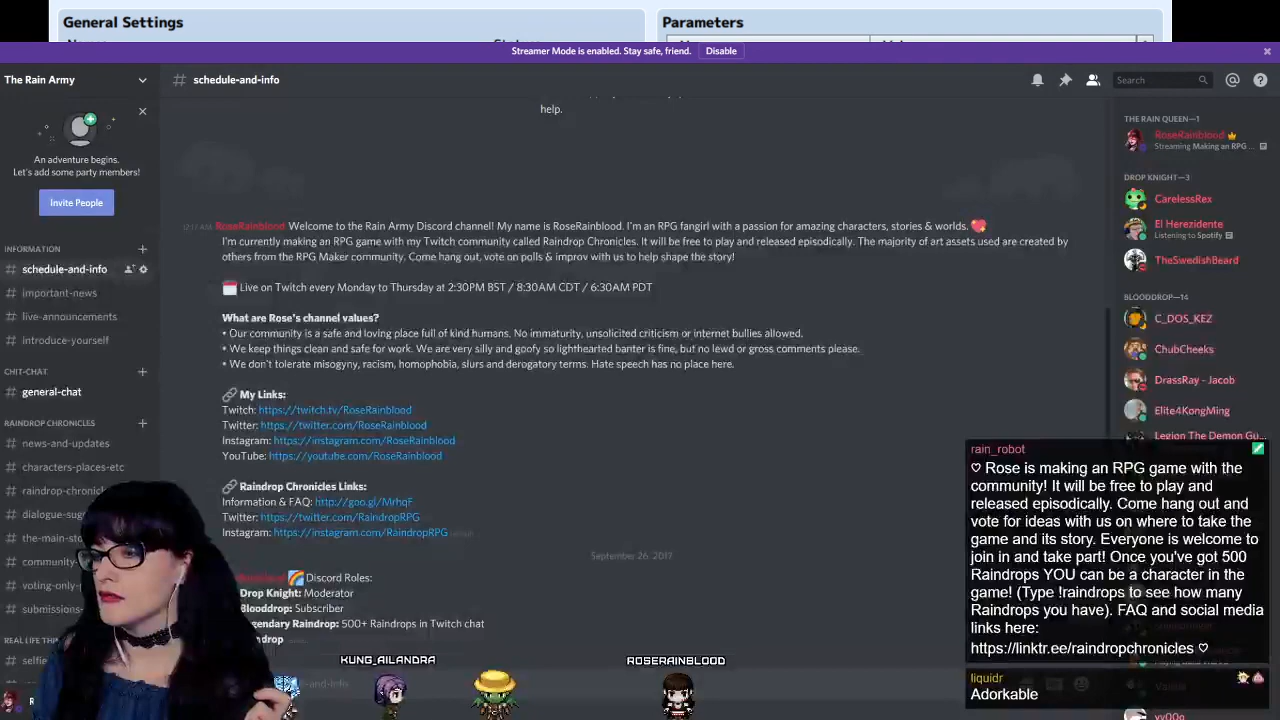 General Settings
Parameters
Streamer Mode is enabled. Stay safe, friend.
Disable
The Rain Army
# schedule-and-info
Search
An adventure begins.
Let's add some party members!
Invite People
INFORMATION
# schedule-and-info
# important-news
# live-announcements
# introduce-yourself
CHIT-CHAT
# general-chat
RAINDROP CHRONICLES
# news-and-updates
# characters-places-etc
# raindrop-chronicl
# dialogue-sug
# the-main-sto
# community-
# voting-only-p
# submissions-
REAL LIFE THIN
# selfie
help.
12:17 AM RoseRainblood Welcome to the Rain Army Discord channel! My name is RoseRainblood. I'm an RPG fangirl with a passion for amazing characters, stories & worlds.
I'm currently making an RPG game with my Twitch community called Raindrop Chronicles. It will be free to play and released episodically. The majority of art assets used are created by
others from the RPG Maker community. Come hang out, vote on polls & improv with us to help shape the story!
Live on Twitch every Monday to Thursday at 2:30PM BST / 8:30AM CDT / 6:30AM PDT
What are Rose's channel values?
• Our community is a safe and loving place full of kind humans. No immaturity, unsolicited criticism or internet bullies allowed.
• We keep things clean and safe for work. We are very silly and goofy so lighthearted banter is fine, but no lewd or gross comments please.
• We don't tolerate misogyny, racism, homophobia, slurs and derogatory terms. Hate speech has no place here.
My Links:
Twitch: https://twitch.tv/RoseRainblood
Twitter: https://twitter.com/RoseRainblood
Instagram: https://instagram.com/RoseRainblood
YouTube: https://youtube.com/RoseRainblood
Raindrop Chronicles Links:
Information & FAQ: http://goo.gl/MrhqF
Twitter: https://twitter.com/RaindropRPG
Instagram: https://instagram.com/RaindropRPG
September 26, 2017
Discord Roles:
Drop Knight: Moderator
Blooddrop: Subscriber
gendary Raindrop: 500+ Raindrops in Twitch chat
ndrop
KUNG_AILANDRA
ROSERAINBLOOD
THE RAIN QUEEN—1
RoseRainblood
Streaming Making an RPG ...
DROP KNIGHT—3
CarelessRex
El Herezidente
Listening to Spotify
TheSwedishBeard
BLOODDROP—14
C_DOS_KEZ
ChubCheeks
DrassRay - Jacob
Elite4KongMing
Legion The Demon Gu...
rain_robot
♡ Rose is making an RPG game with the
community! It will be free to play and
released episodically. Come hang out and
vote for ideas with us on where to take the
game and its story. Everyone is welcome to
join in and take part! Once you've got 500
Raindrops YOU can be a character in the
game! (Type !raindrops to see how many
Raindrops you have). FAQ and social media
links here:
https://linktr.ee/raindropchronicles ♡
liquidr
Adorkable